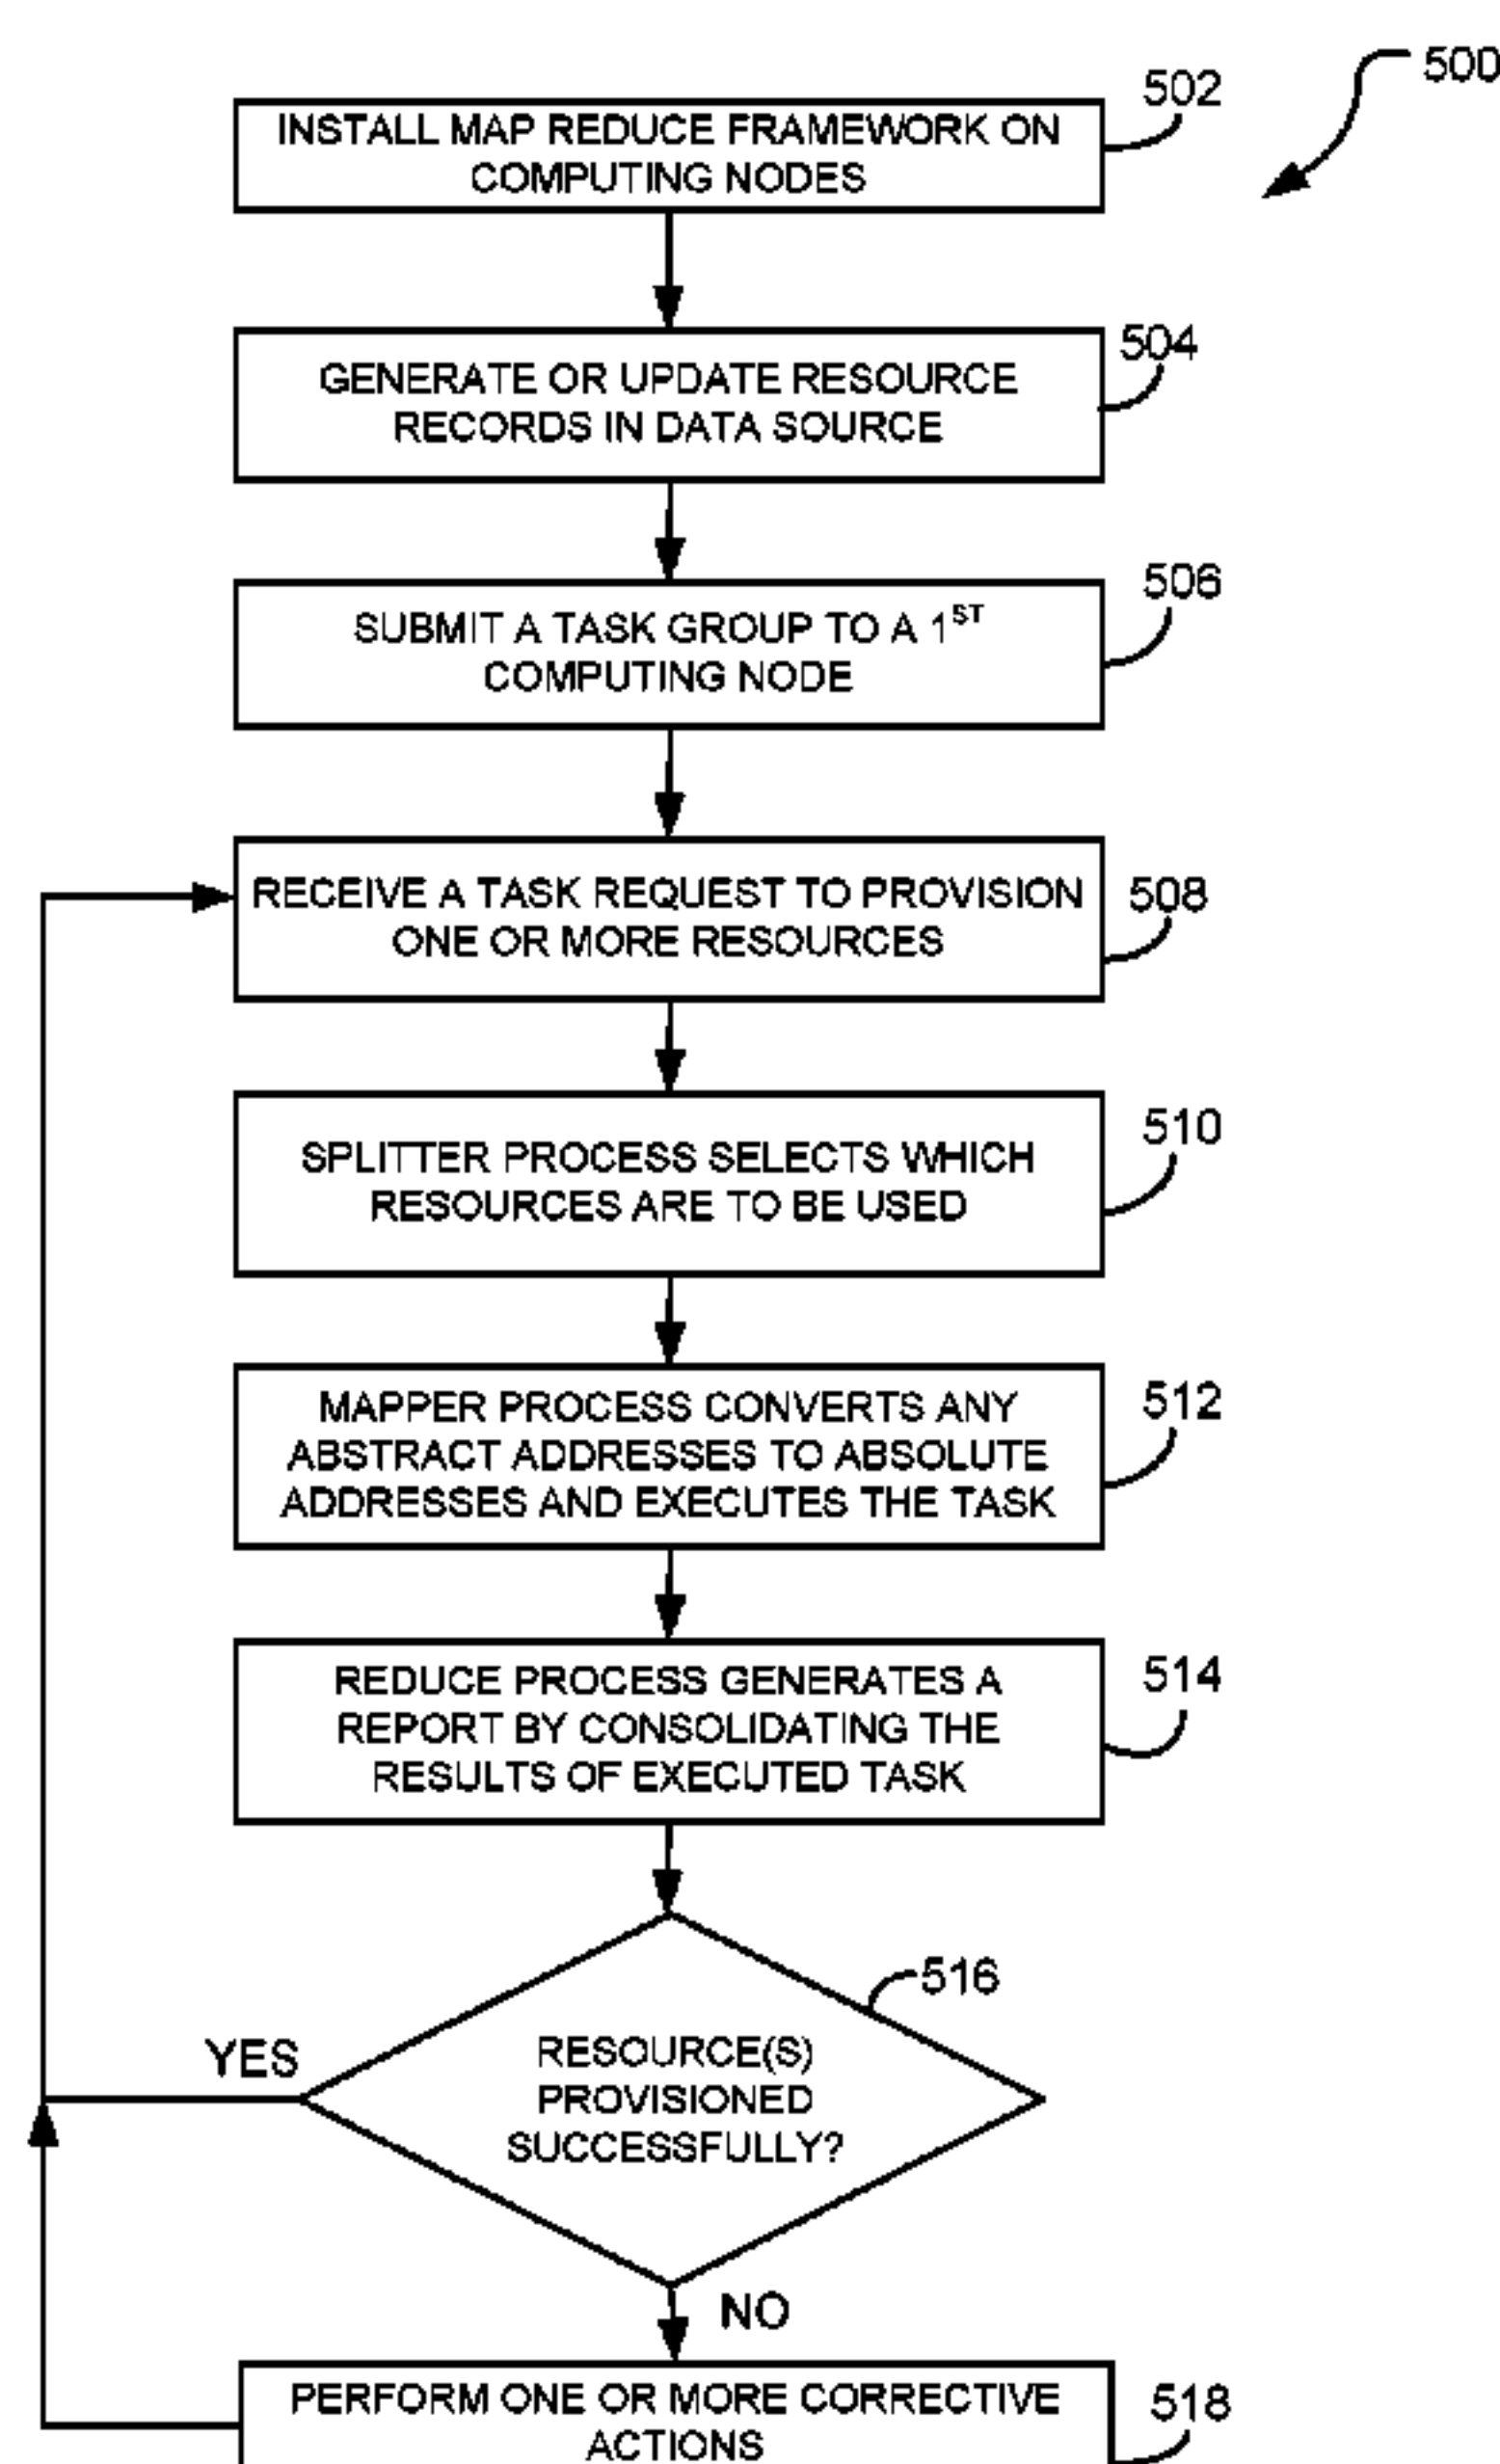 500
502
INSTALL MAP REDUCE FRAMEWORK ON
COMPUTING NODES
504
GENERATE OR UPDATE RESOURCE
RECORDS IN DATA SOURCE
506
SUBMIT A TASK GROUP TO A 1ST
COMPUTING NODE
508
RECEIVE A TASK REQUEST TO PROVISION
ONE OR MORE RESOURCES
510
SPLITTER PROCESS SELECTS WHICH
RESOURCES ARE TO BE USED
512
MAPPER PROCESS CONVERTS ANY
ABSTRACT ADDRESSES TO ABSOLUTE
ADDRESSES AND EXECUTES THE TASK
514
REDUCE PROCESS GENERATES A
REPORT BY CONSOLIDATING THE
RESULTS OF EXECUTED TASK
516
YES
RESOURCE(S)
PROVISIONED
SUCCESSFULLY?
NO
PERFORM ONE OR MORE CORRECTIVE
ACTIONS
518